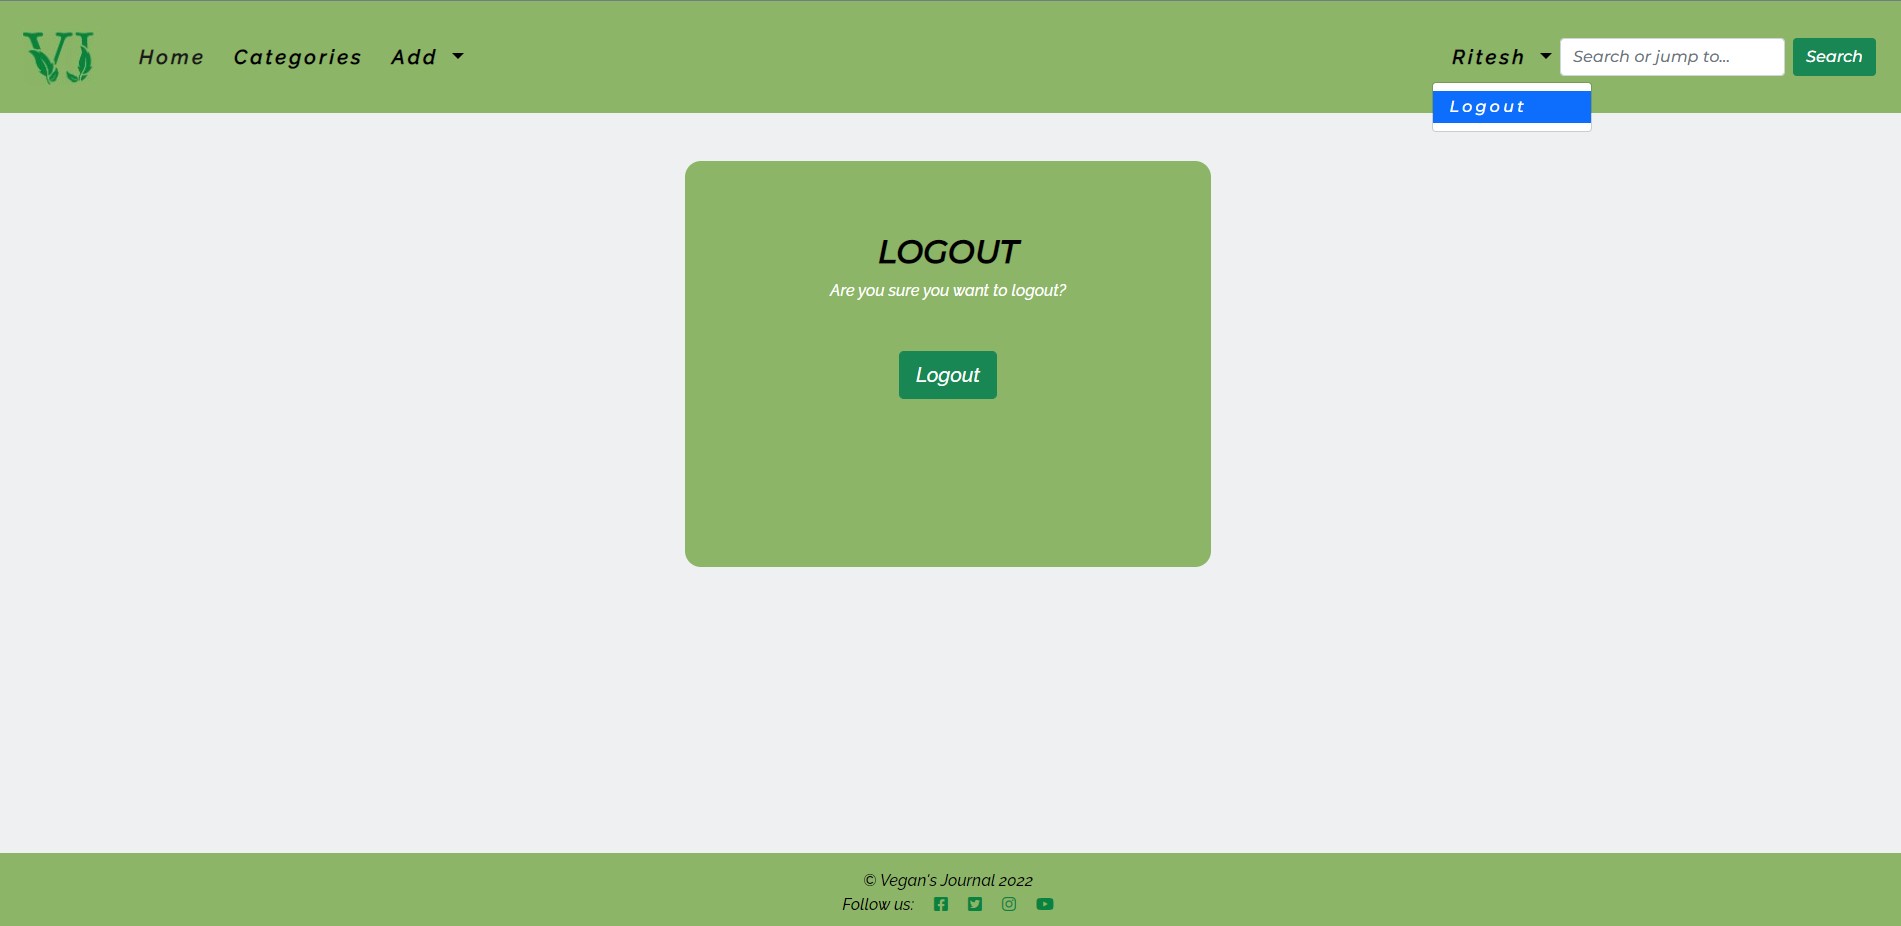 VJ Home Categories Add Ritesh Search or jump to... Search
Logout
LOGOUT
Are you sure you want to logout?
Logout
© Vegan's Journal 2022
Follow us: